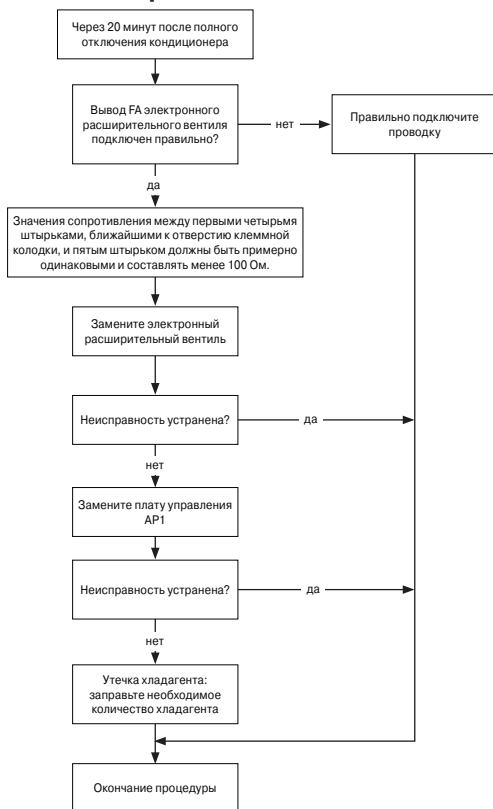 Через 20 минут после полного
отключения кондиционера
Вывод FA электронного
расширительного вентиля
подключен правильно?
нет
Правильно подключите
проводку
да
Значения сопротивления между первыми четырьмя
штырьками, ближайшими к отверстию клеммной
колодки, и пятым штырьком должны быть примерно
одинаковыми и составлять менее 100 Ом.
Замените электронный
расширительный вентиль
Неисправность устранена?
да
нет
Замените плату управления
AP1
Неисправность устранена?
да
нет
Утечка хладагента:
заправьте необходимое
количество хладагента
Окончание процедуры